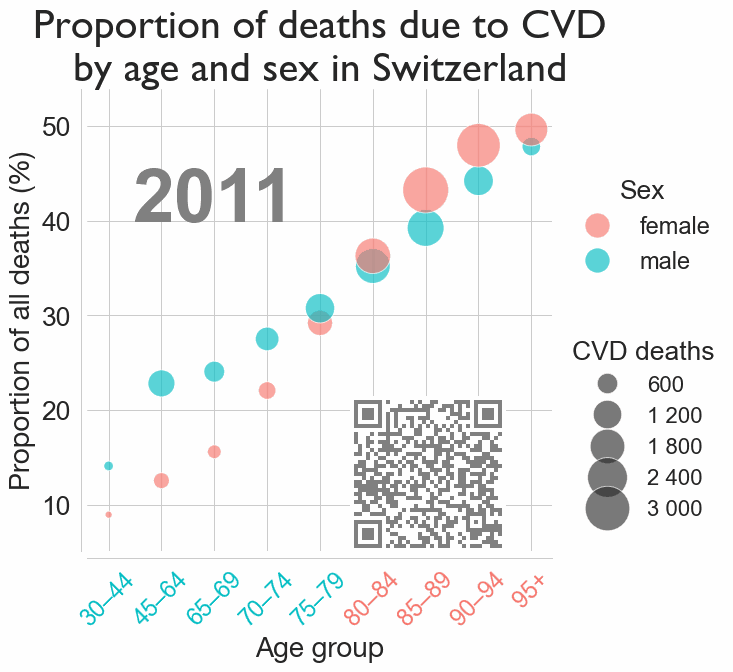 Proportion of deaths due to CVD
by age and sex in Switzerland
Proportion of all deaths (%)
50
40
30
20
10
2011
30–44
45–64
65–69
70–74
75–79
80–84
85–89
90–94
95+
Age group
Sex
female
male
CVD deaths
600
1 200
1 800
2 400
3 000